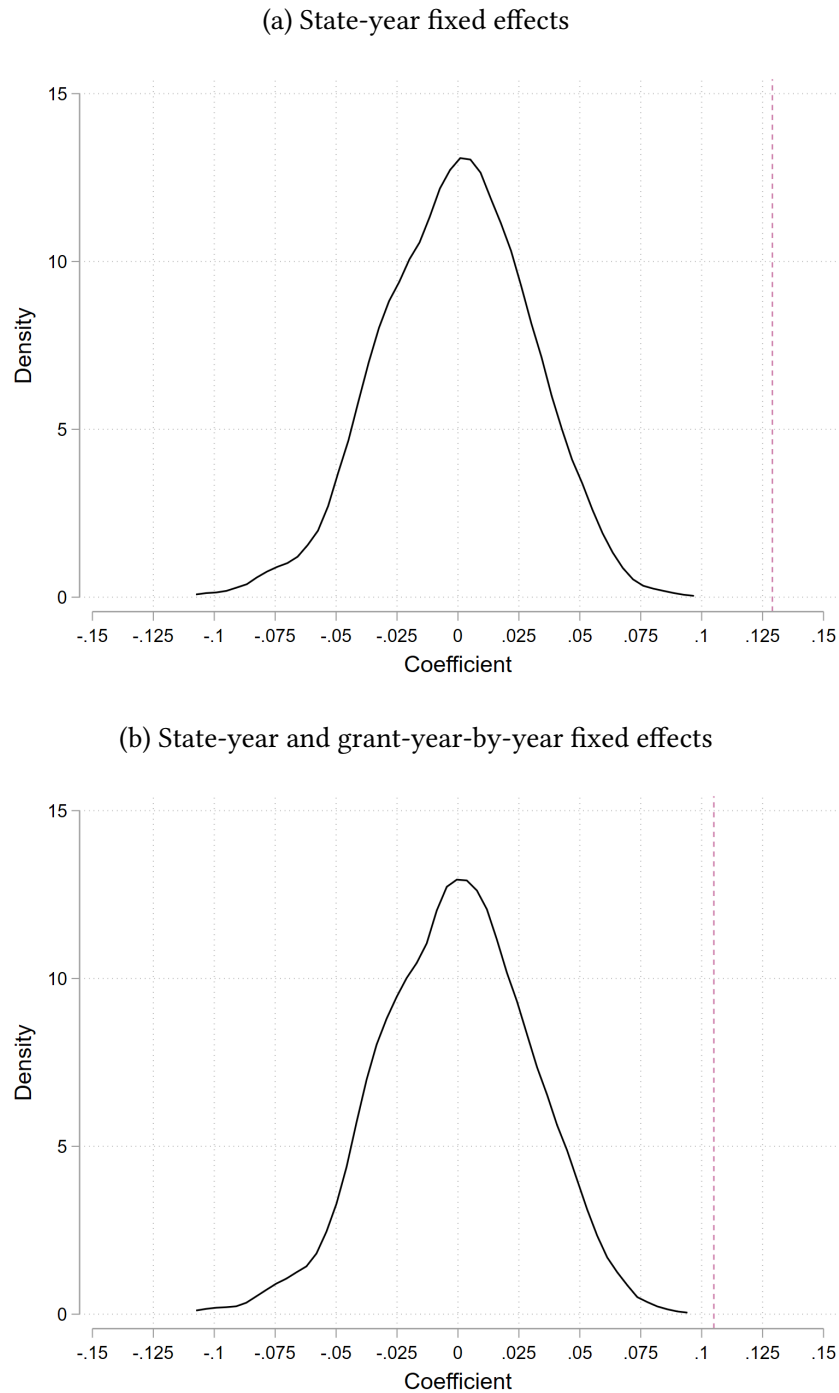 (a) State-year fixed effects
15
10
5
0
Density
-.15 -.125 -.1 -.075 -.05 -.025 0 .025 .05 .075 .1 .125 .15
Coefficient
(b) State-year and grant-year-by-year fixed effects
15
10
5
0
Density
-.15 -.125 -.1 -.075 -.05 -.025 0 .025 .05 .075 .1 .125 .15
Coefficient